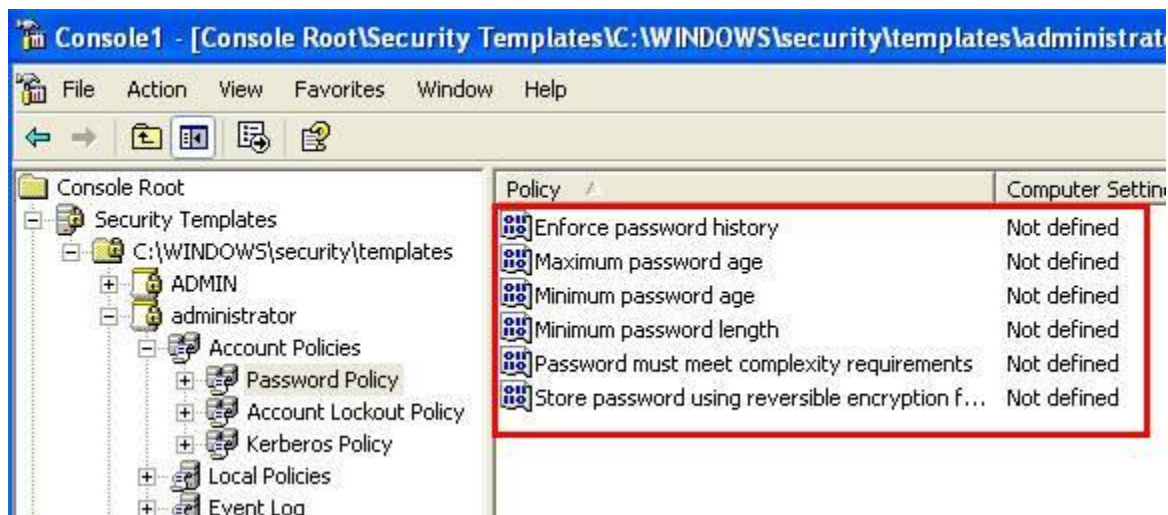 Console1 - [Console Root\Security Templates\C:\WINDOWS\security\templates\administrat
File Action View Favorites Window Help
Console Root
Security Templates
C:\WINDOWS\security\templates
ADMIN
administrator
Account Policies
Password Policy
Account Lockout Policy
Kerberos Policy
Local Policies
Event Log
Policy Computer Settin
Enforce password history Not defined
Maximum password age Not defined
Minimum password age Not defined
Minimum password length Not defined
Password must meet complexity requirements Not defined
Store password using reversible encryption f... Not defined